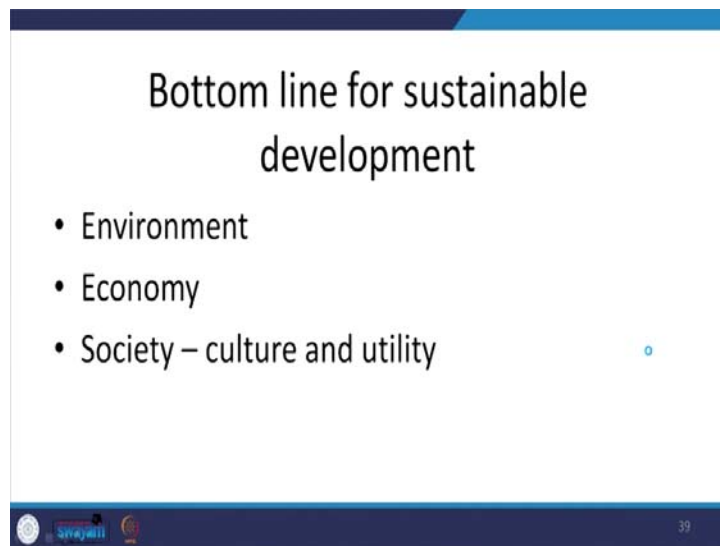 Bottom line for sustainable
development
• Environment
• Economy
• Society – culture and utility
swayam
39